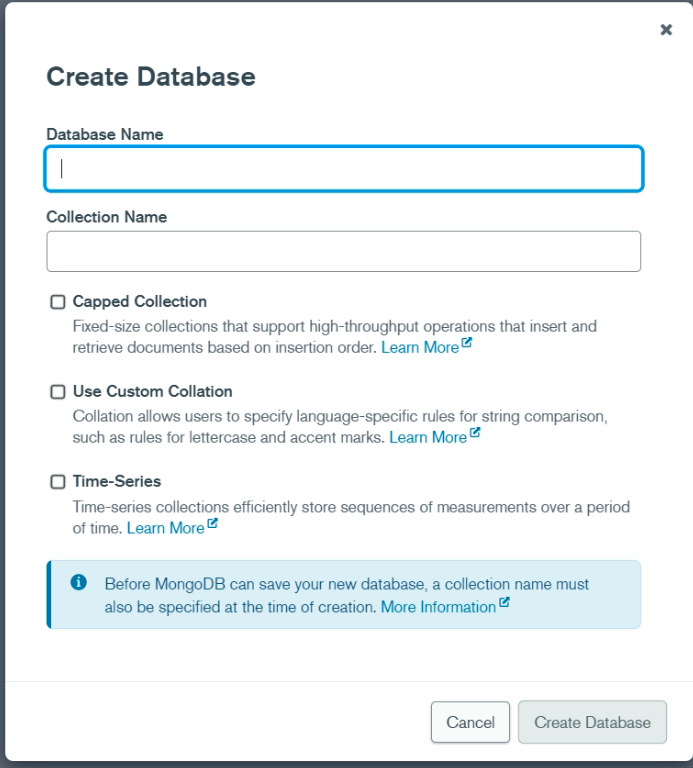 Create Database
Database Name
Collection Name
Capped Collection
Fixed-size collections that support high-throughput operations that insert and
retrieve documents based on insertion order. Learn More
Use Custom Collation
Collation allows users to specify language-specific rules for string comparison,
such as rules for lettercase and accent marks. Learn More
Time-Series
Time-series collections efficiently store sequences of measurements over a period
of time. Learn More
Before MongoDB can save your new database, a collection name must
also be specified at the time of creation. More Information
Cancel
Create Database